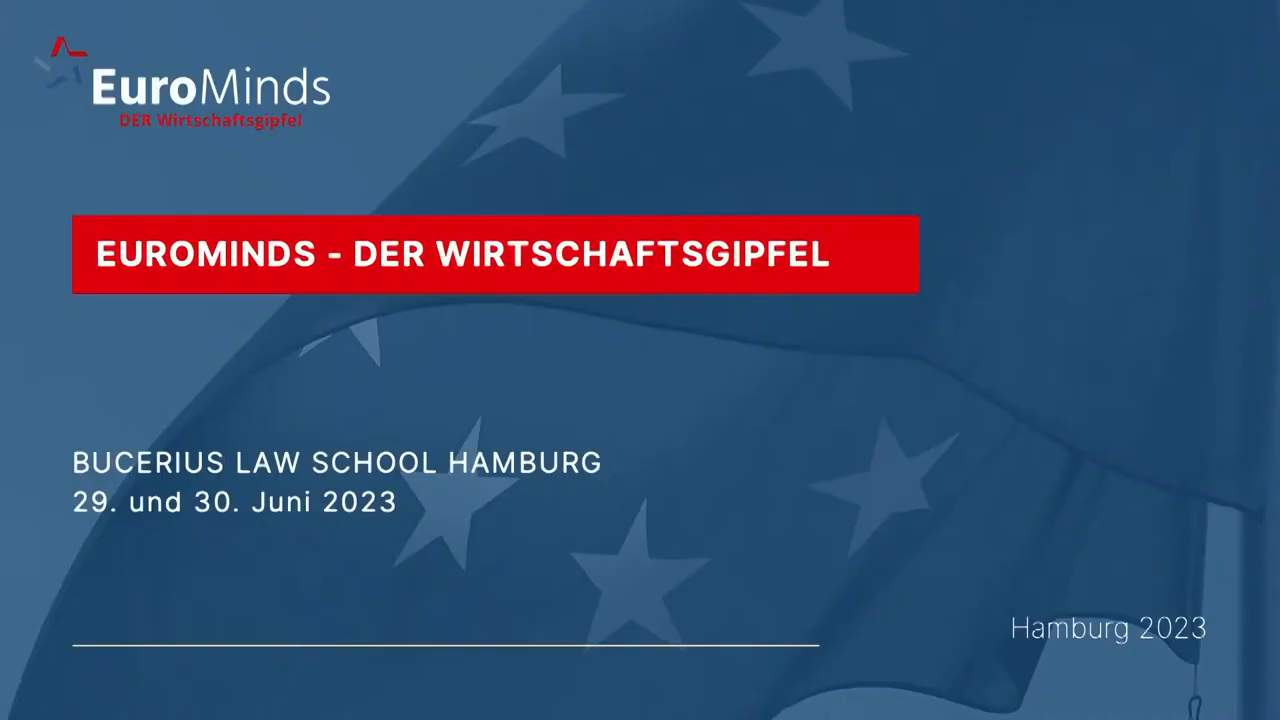 EuroMinds
DER Wirtschaftsgipfel
EUROMINDS - DER WIRTSCHAFTSGIPFEL
BUCERIUS LAW SCHOOL HAMBURG
29. und 30. Juni 2023
Hamburg 2023